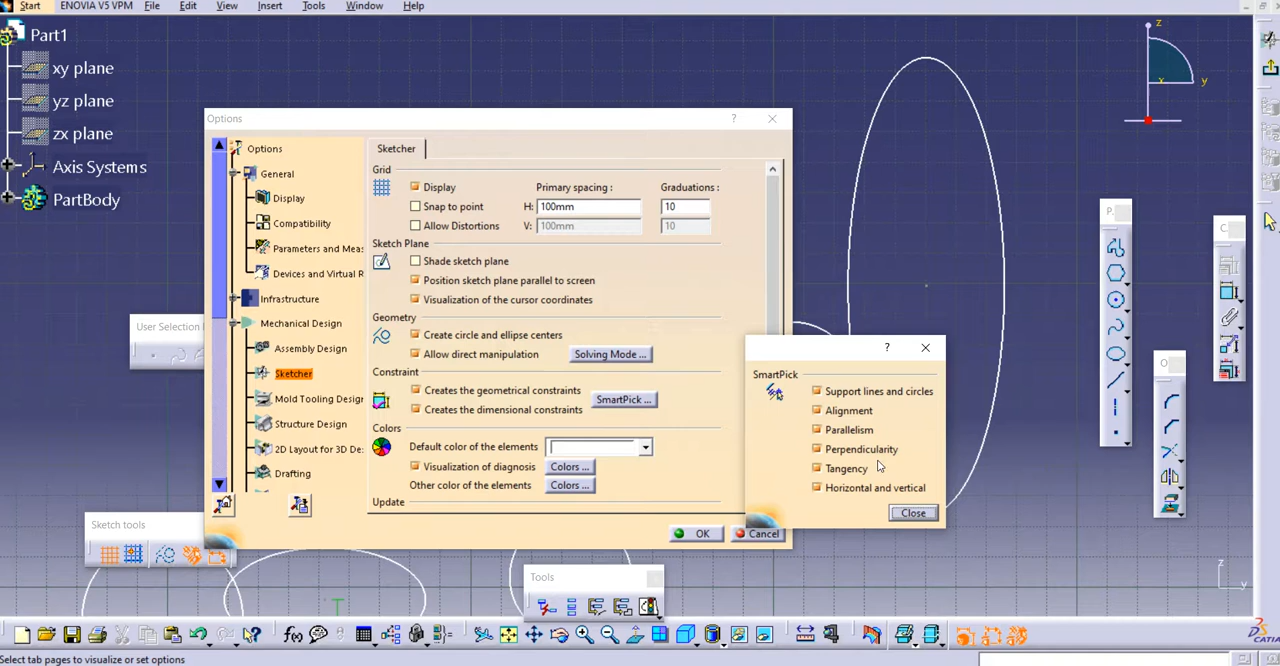 Start ENOVIA V5 VPM File Edit View Insert Tools Window Help
Part1
xy plane
yz plane
zx plane
Axis Systems
PartBody
z
x
y
Options
?
Options
General
Display
Compatibility
Parameters and Mea
Devices and Virtual R
Infrastructure
Mechanical Design
Assembly Design
Sketcher
Mold Tooling Design
Structure Design
2D Layout for 3D De:
Drafting
Sketcher
Grid
Display Primary spacing : Graduations :
Snap to point H: 100mm 10
Allow Distortions V: 100mm 10
Sketch Plane
Shade sketch plane
Position sketch plane parallel to screen
Visualization of the cursor coordinates
Geometry
Create circle and ellipse centers
Allow direct manipulation Solving Mode ...
Constraint
Creates the geometrical constraints
SmartPick ...
Creates the dimensional constraints
Colors
Default color of the elements
Visualization of diagnosis Colors ...
Other color of the elements Colors ...
Update
OK Cancel
?
SmartPick
Support lines and circles
Alignment
Parallelism
Perpendicularity
Tangency
Horizontal and vertical
Close
User Selection
Sketch tools
Tools
P.
C.
O
z
y
f(x)
CATIA
Select tab pages to visualize or set options